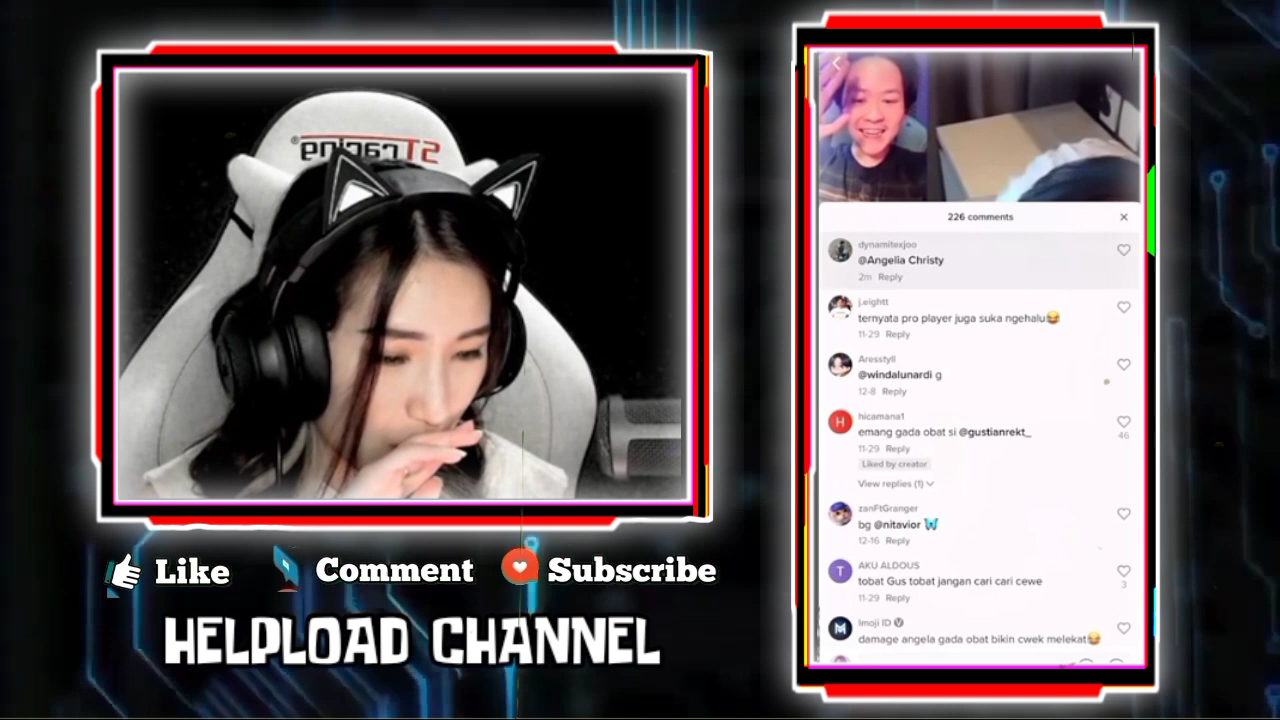 STracing
Like
Comment
Subscribe
HELPLOAD CHANNEL
226 comments
dynamitexjoo
@Angelia Christy
2m Reply
j.eightt
ternyata pro player juga suka ngehalu😂
11-29 Reply
Aresstyll
@windalunardi g
12-8 Reply
H
hicamana1
emang gada obat si @gustianrekt_
46
11-29 Reply
Liked by creator
View replies (1)
zanFtGranger
bg @nitavior 🦋
12-16 Reply
T
AKU ALDOUS
tobat Gus tobat jangan cari cari cewe
3
11-29 Reply
M
Imoji ID Ⓥ
damage angela gada obat bikin cwek melekat😂